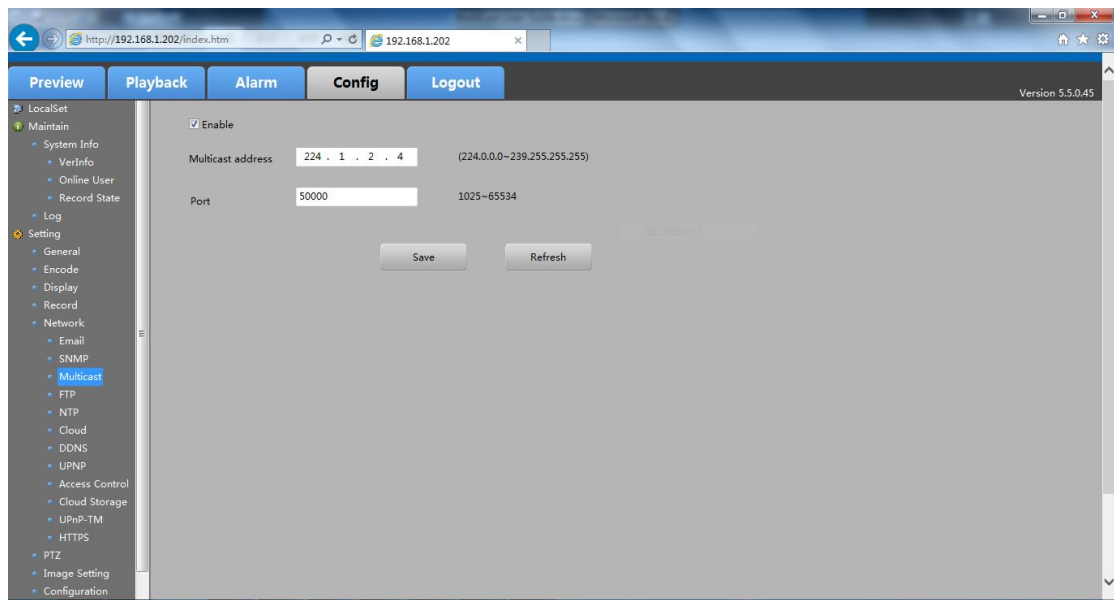 http://192.168.1.202/index.htm
192.168.1.202
Preview Playback Alarm Config Logout
Version 5.5.0.45
LocalSet
Maintain
System Info
VerInfo
Online User
Record State
Log
Setting
General
Encode
Display
Record
Network
Email
SNMP
Multicast
FTP
NTP
Cloud
DDNS
UPNP
Access Control
Cloud Storage
UPnP-TM
HTTPS
PTZ
Image Setting
Configuration
Enable
Multicast address 224 . 1 . 2 . 4 (224.0.0.0~239.255.255.255)
Port 50000 1025~65534
Save Refresh